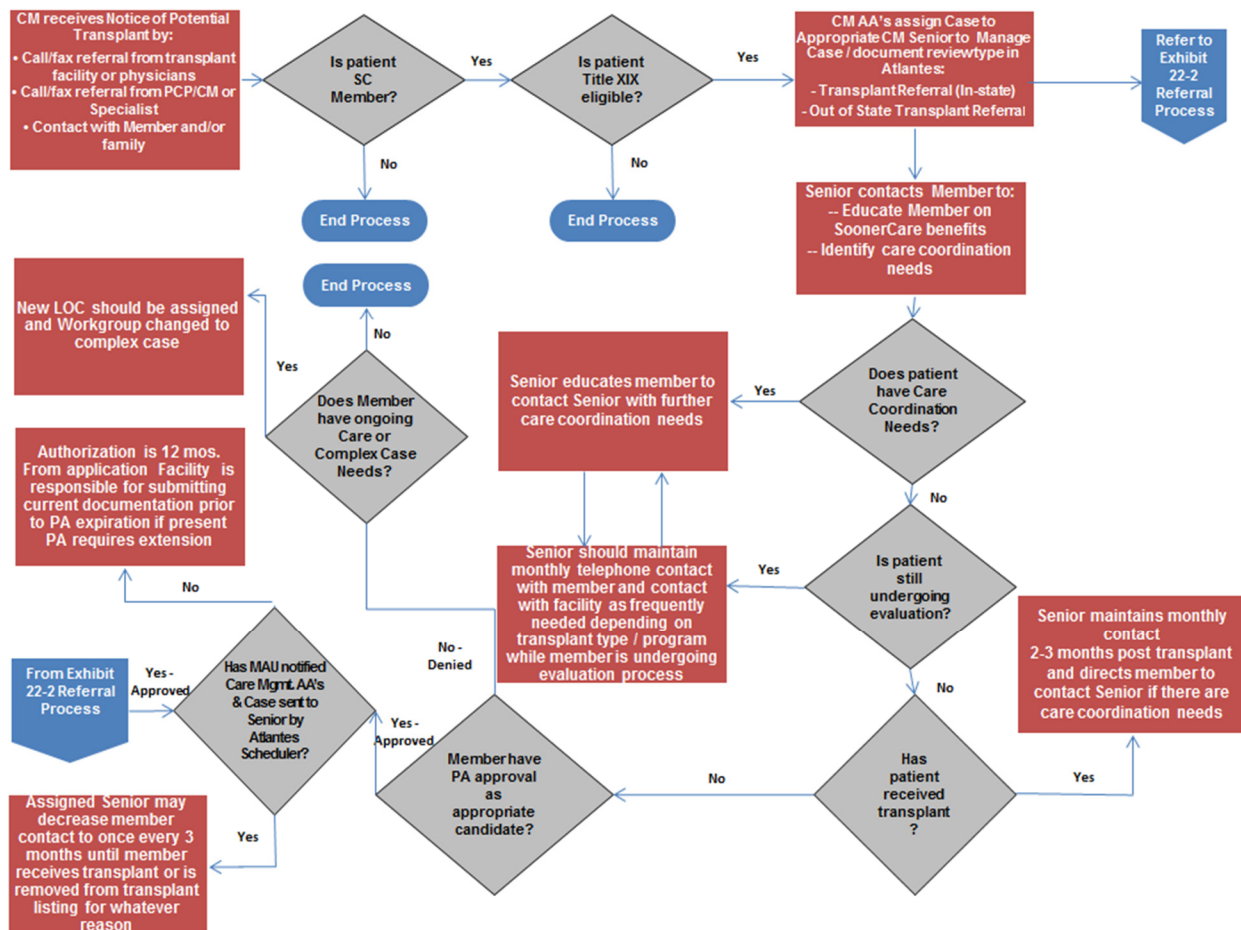 CM receives Notice of Potential
Transplant by:
• Call/fax referral from transplant
facility or physicians
• Call/fax referral from PCP/CM or
Specialist
• Contact with Member and/or
family
Is patient
SC
Member?
Yes
No
End Process
Is patient
Title XIX
eligible?
Yes
No
End Process
CM AA's assign Case to
Appropriate CM Senior to Manage
Case / document reviewtype in
Atlantes:
- Transplant Referral (In-state)
- Out of State Transplant Referral
Refer to
Exhibit
22-2
Referral
Process
Senior contacts Member to:
-- Educate Member on
SoonerCare benefits
-- Identify care coordination
needs
Does patient
have Care
Coordination
Needs?
Yes
No
Senior educates member to
contact Senior with further
care coordination needs
Is patient
still
undergoing
evaluation?
Yes
No
Senior should maintain
monthly telephone contact
with member and contact
with facility as frequently
needed depending on
transplant type / program
while member is undergoing
evaluation process
Has
patient
received
transplant
?
Yes
No
Senior maintains monthly
contact
2-3 months post transplant
and directs member to
contact Senior if there are
care coordination needs
Member have
PA approval
as
appropriate
candidate?
No -
Denied
Yes -
Approved
End Process
No
Does Member
have ongoing
Care or
Complex Case
Needs?
Yes
New LOC should be assigned
and Workgroup changed to
complex case
Authorization is 12 mos.
From application Facility is
responsible for submitting
current documentation prior
to PA expiration if present
PA requires extension
No
From Exhibit
22-2 Referral
Process
Yes -
Approved
Has MAU notified
Care Mgmt. AA's
& Case sent to
Senior by
Atlantes
Scheduler?
Yes
Assigned Senior may
decrease member
contact to once every 3
months until member
receives transplant or is
removed from transplant
listing for whatever
reason